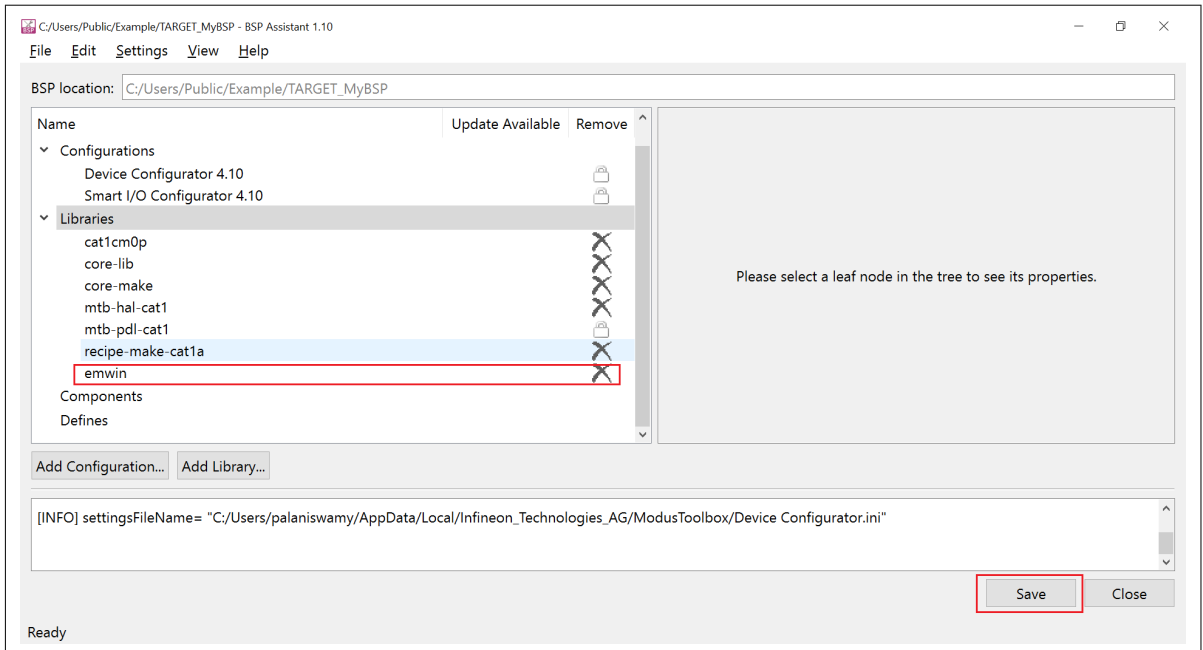 C:/Users/Public/Example/TARGET_MyBSP - BSP Assistant 1.10
File Edit Settings View Help
BSP location: C:/Users/Public/Example/TARGET_MyBSP
Name Update Available Remove
Configurations
Device Configurator 4.10
Smart I/O Configurator 4.10
Libraries
cat1cm0p
core-lib
core-make
mtb-hal-cat1
mtb-pdl-cat1
recipe-make-cat1a
emwin
Components
Defines
Please select a leaf node in the tree to see its properties.
Add Configuration... Add Library...
[INFO] settingsFileName= "C:/Users/palaniswamy/AppData/Local/Infineon_Technologies_AG/ModusToolbox/Device Configurator.ini"
Save Close
Ready